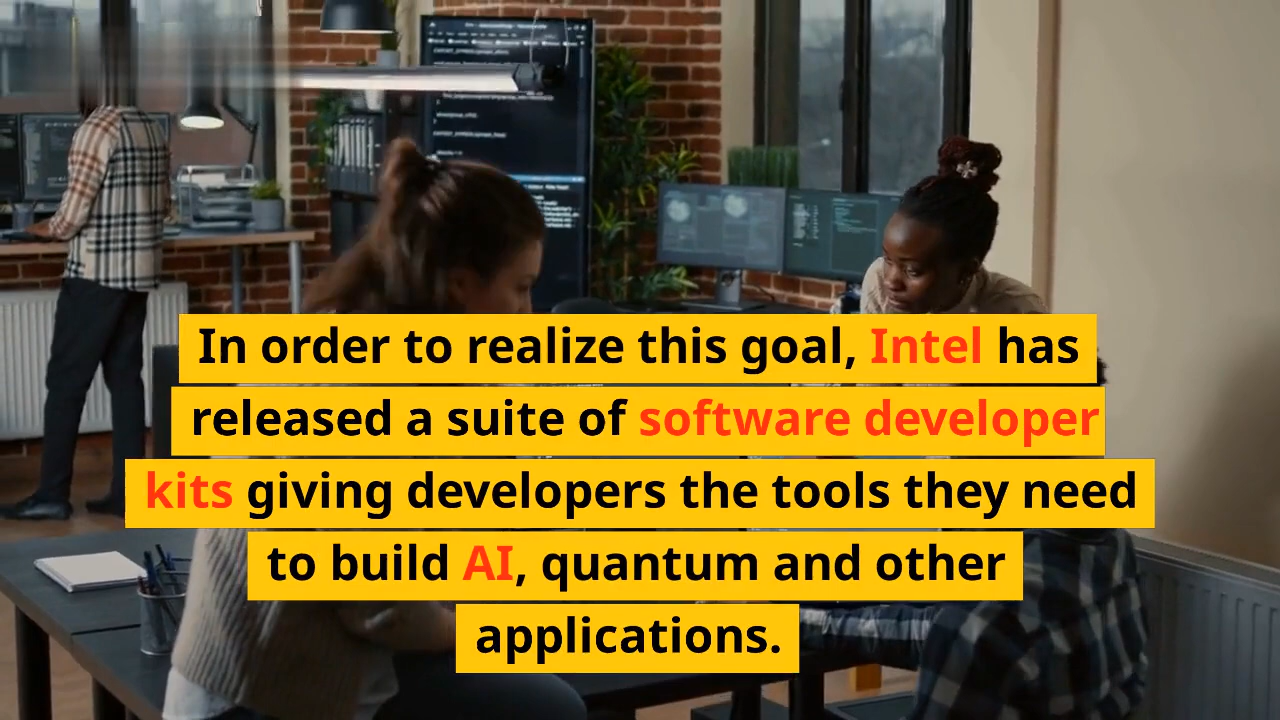 In order to realize this goal, Intel has
released a suite of software developer
kits giving developers the tools they need
to build AI, quantum and other
applications.